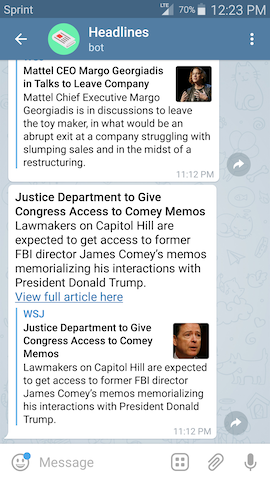 Sprint LTE 70% 12:23 PM
Headlines
bot
Mattel CEO Margo Georgiadis
in Talks to Leave Company
Mattel Chief Executive Margo
Georgiadis is in discussions to leave
the toy maker, in what would be an
abrupt exit at a company struggling with
slumping sales and in the midst of a
restructuring.
11:12 PM
Justice Department to Give
Congress Access to Comey Memos
Lawmakers on Capitol Hill are
expected to get access to former
FBI director James Comey's memos
memorializing his interactions with
President Donald Trump.
View full article here
WSJ
Justice Department to Give
Congress Access to Comey
Memos
Lawmakers on Capitol Hill are expected
to get access to former FBI director
James Comey's memos memorializing
his interactions with President Donald
Trump.
11:12 PM
Message